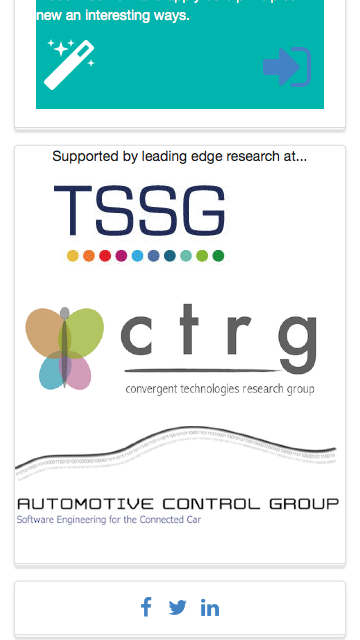 new an interesting ways.
Supported by leading edge research at...
TSSG
ctrg
convergent technologies research group
AUTOMOTIVE CONTROL GROUP
Software Engineering for the Connected Car